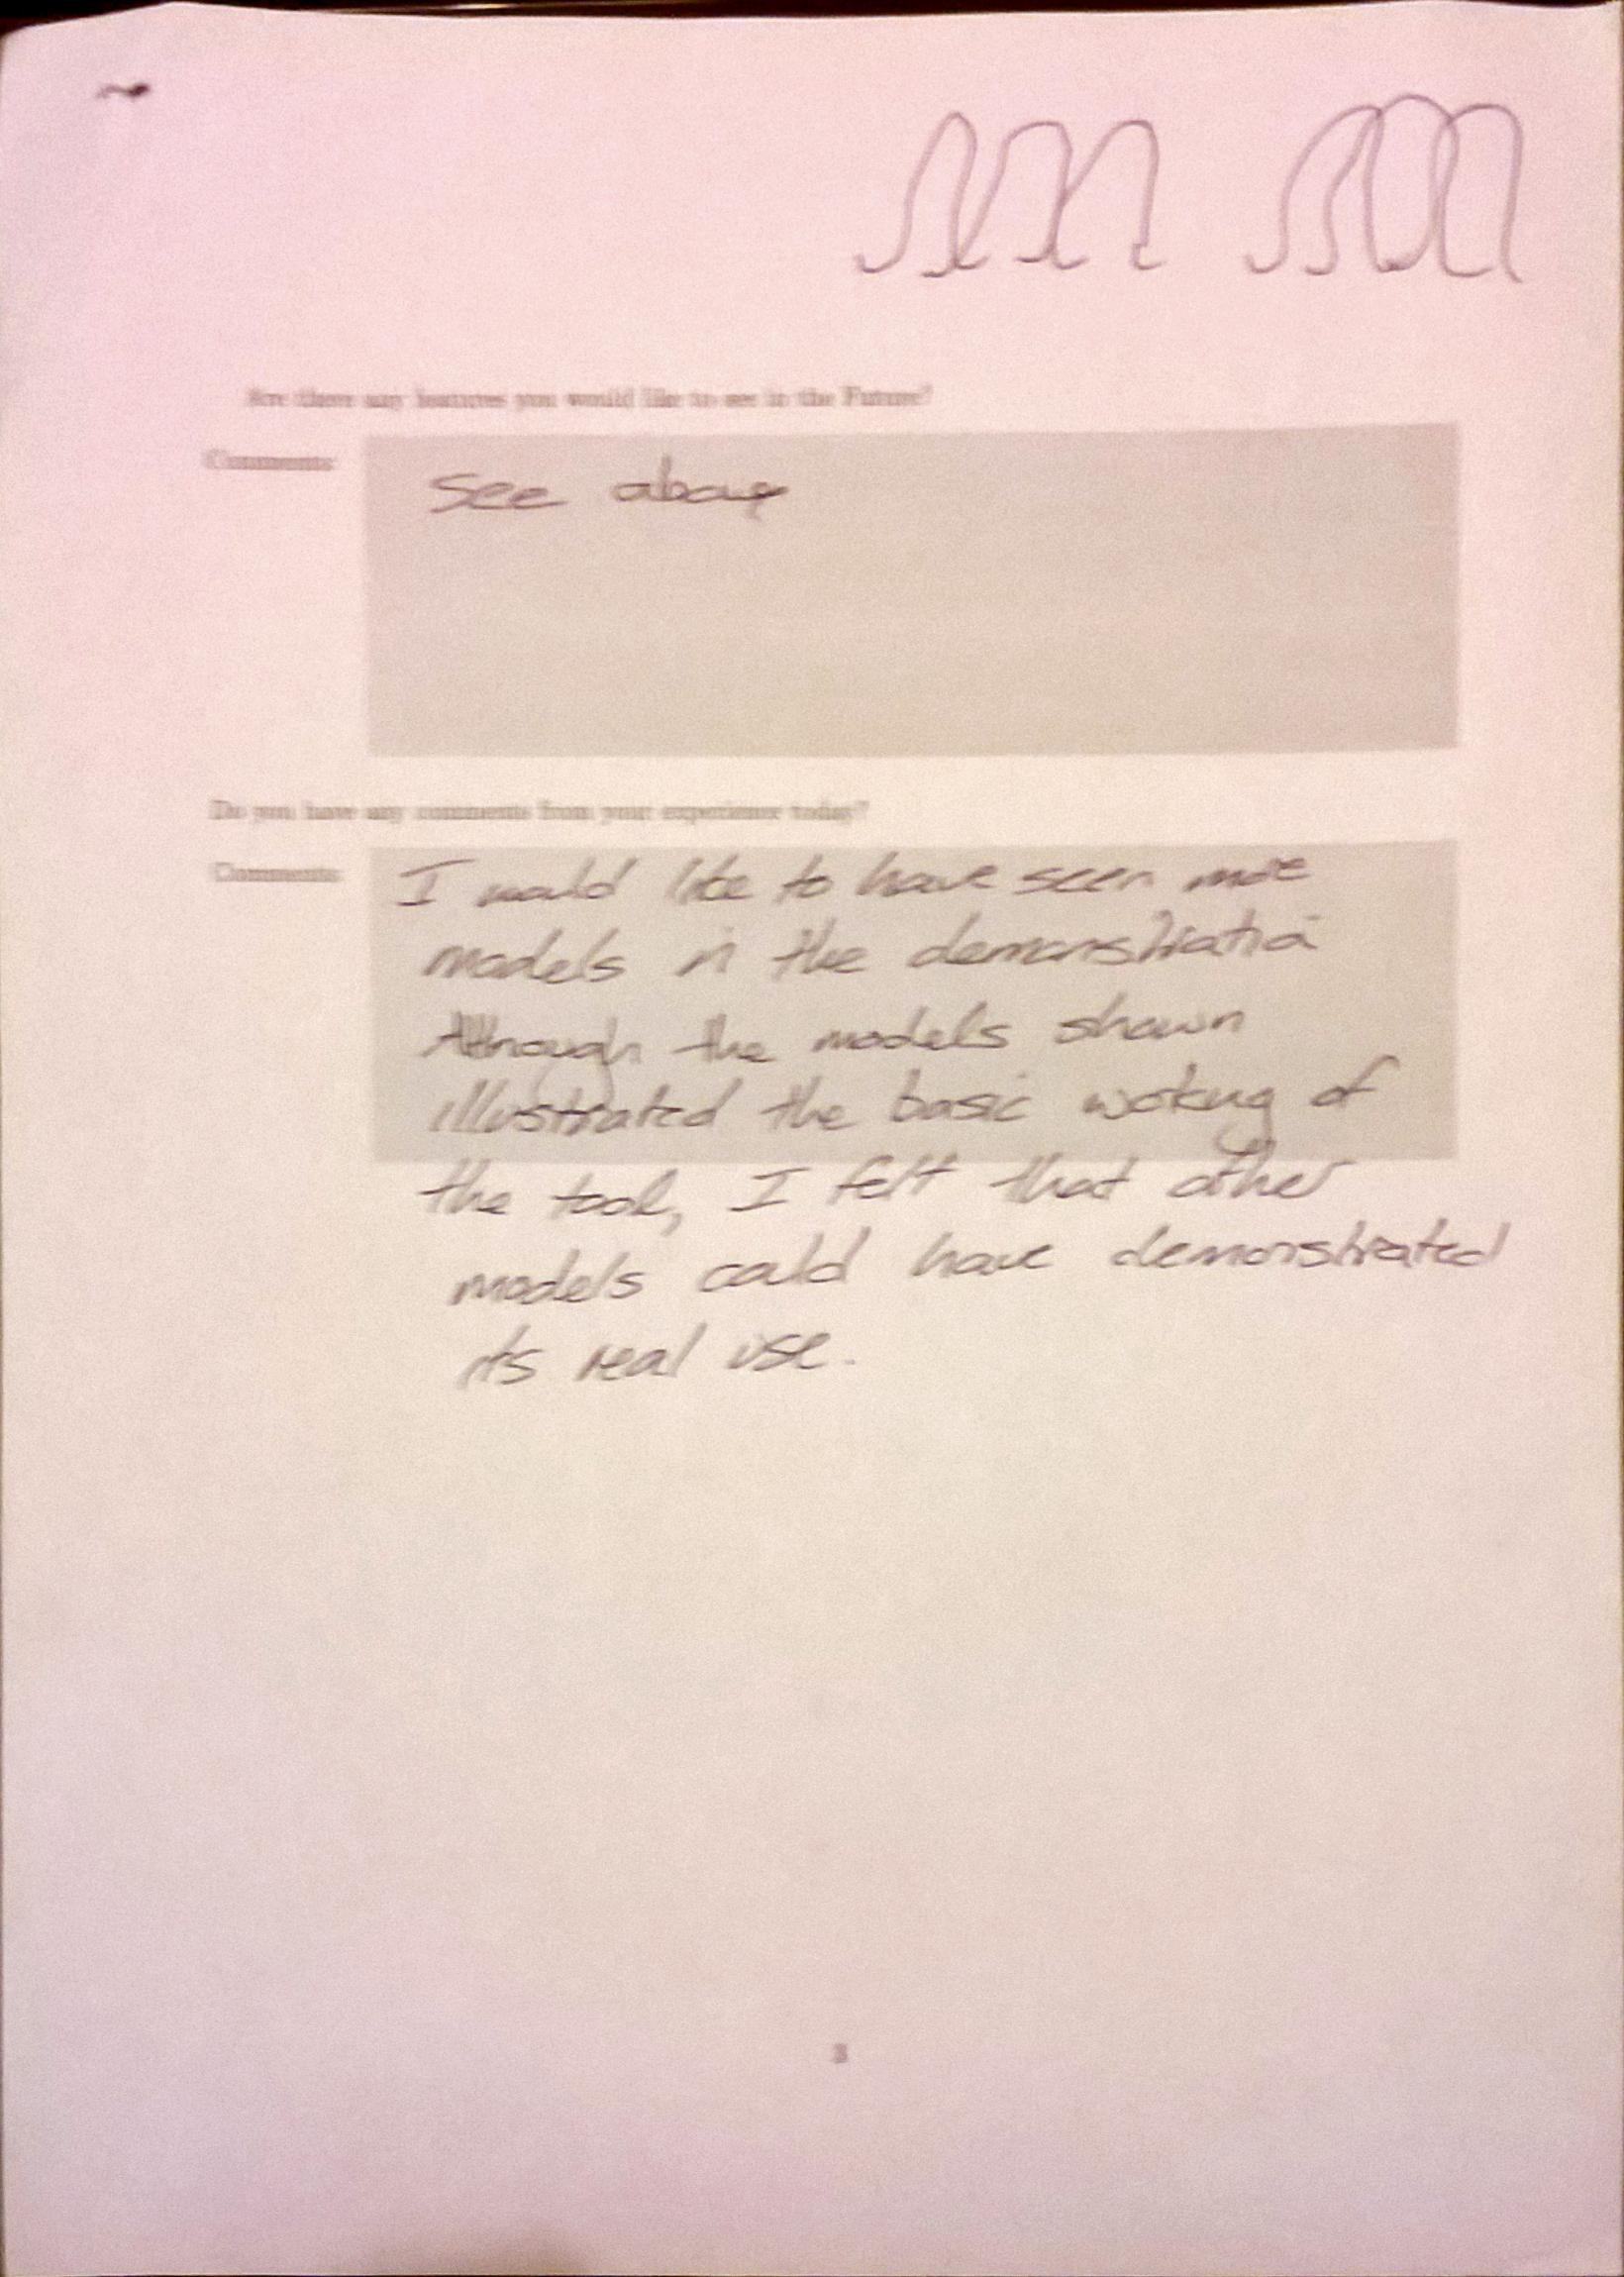 Are there any features you would like to see in the Future?
Comments:
see above
Do you have any comments from your experience today?
Comments:
I would like to have seen more
models in the demonstration
Although the models shown
illustrated the basic working of
the tool, I felt that other
models could have demonstrated
its real use.
3